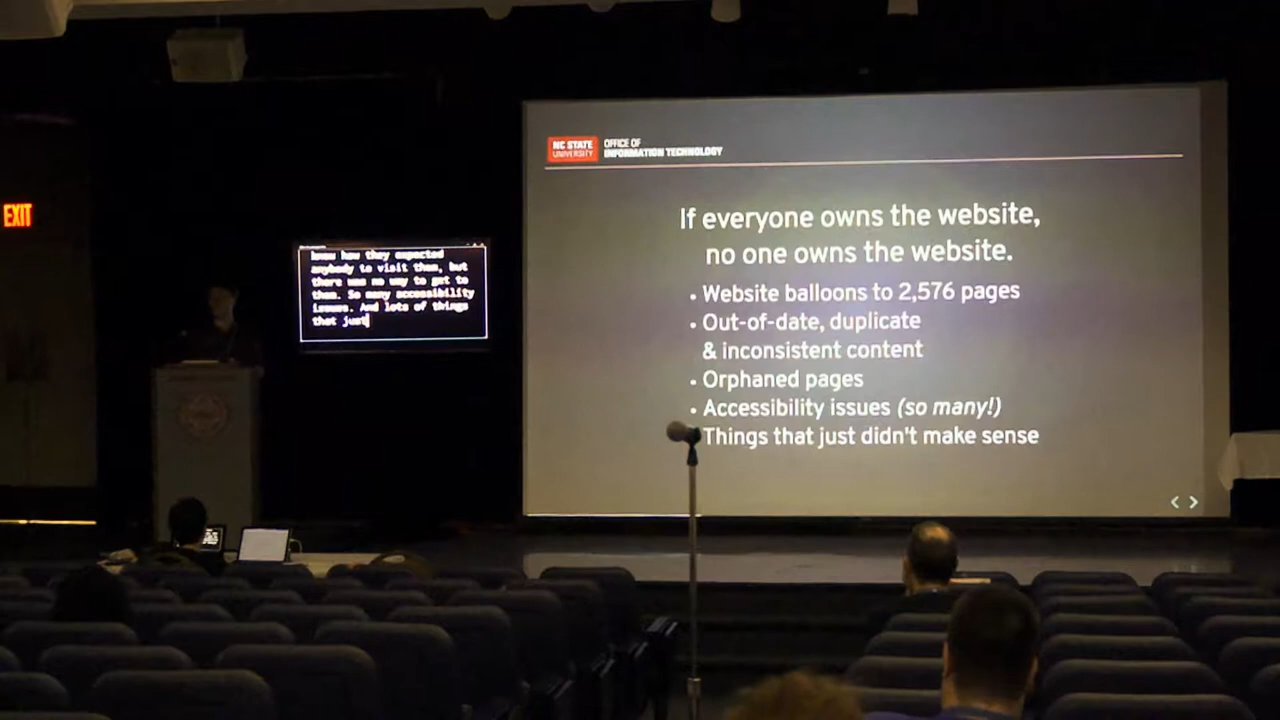 EXIT
know how they expected
anybody to visit them, but
there was no way to get to
them. So many accessibility
issues. And lots of things
that just
NC STATE
UNIVERSITY
OFFICE OF
INFORMATION TECHNOLOGY
If everyone owns the website,
no one owns the website.
• Website balloons to 2,576 pages
• Out-of-date, duplicate
& inconsistent content
• Orphaned pages
• Accessibility issues (so many!)
Things that just didn't make sense